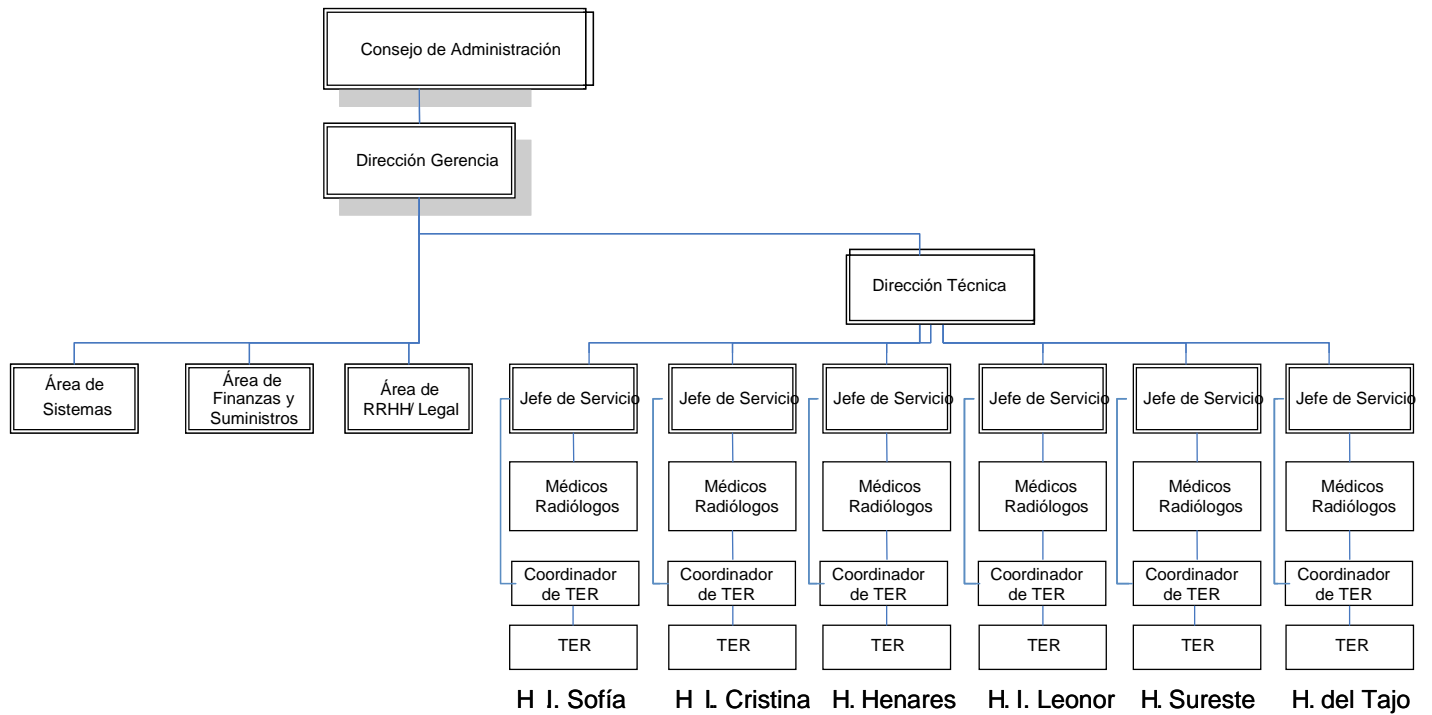 Consejo de Administración
Dirección Gerencia
Dirección Técnica
Área de
Sistemas
Área de
Finanzas y
Suministros
Área de
RRHH/ Legal
Jefe de Servicio
Jefe de Servicio
Jefe de Servicio
Jefe de Servicio
Jefe de Servicio
Jefe de Servicio
Médicos
Radiólogos
Médicos
Radiólogos
Médicos
Radiólogos
Médicos
Radiólogos
Médicos
Radiólogos
Médicos
Radiólogos
Coordinador
de TER
Coordinador
de TER
Coordinador
de TER
Coordinador
de TER
Coordinador
de TER
Coordinador
de TER
TER
TER
TER
TER
TER
TER
H I. Sofía
H I. Cristina
H. Henares
H. I. Leonor
H. Sureste
H. del Tajo